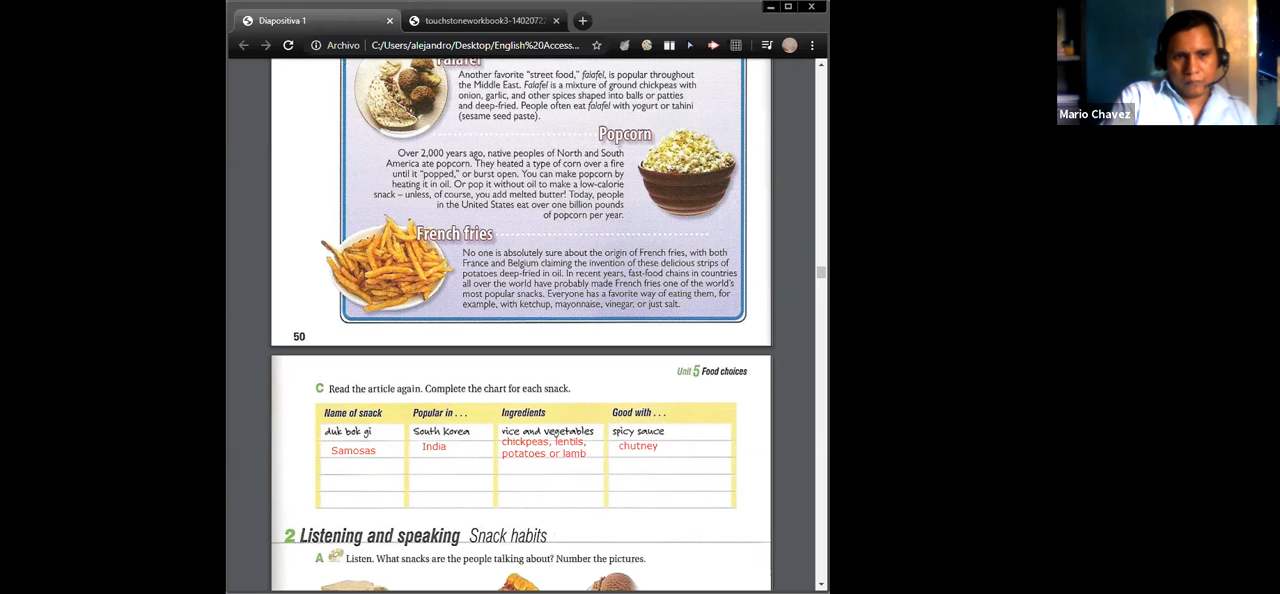 Diapositiva 1
touchstoneworkbook3-14020722
Archivo
C:/Users/alejandro/Desktop/English%20Access...
Mario Chavez
Falafel
Another favorite “street food,” falafel, is popular throughout
the Middle East. Falafel is a mixture of ground chickpeas with
onion, garlic, and other spices shaped into balls or patties
and deep-fried. People often eat falafel with yogurt or tahini
(sesame seed paste).
Popcorn
Over 2,000 years ago, native peoples of North and South
America ate popcorn. They heated a type of corn over a fire
until it “popped,” or burst open. You can make popcorn by
heating it in oil. Or pop it without oil to make a low-calorie
snack – unless, of course, you add melted butter! Today, people
in the United States eat over one billion pounds
of popcorn per year.
French fries
No one is absolutely sure about the origin of French fries, with both
France and Belgium claiming the invention of these delicious strips of
potatoes deep-fried in oil. In recent years, fast-food chains in countries
all over the world have probably made French fries one of the world's
most popular snacks. Everyone has a favorite way of eating them, for
example, with ketchup, mayonnaise, vinegar, or just salt.
50
Unit 5 Food choices
C Read the article again. Complete the chart for each snack.
Name of snack Popular in . . . Ingredients Good with . . .
duk bok gi South Korea rice and vegetables spicy sauce
Samosas India chickpeas, lentils, chutney
potatoes or lamb
2 Listening and speaking Snack habits
A Listen. What snacks are the people talking about? Number the pictures.